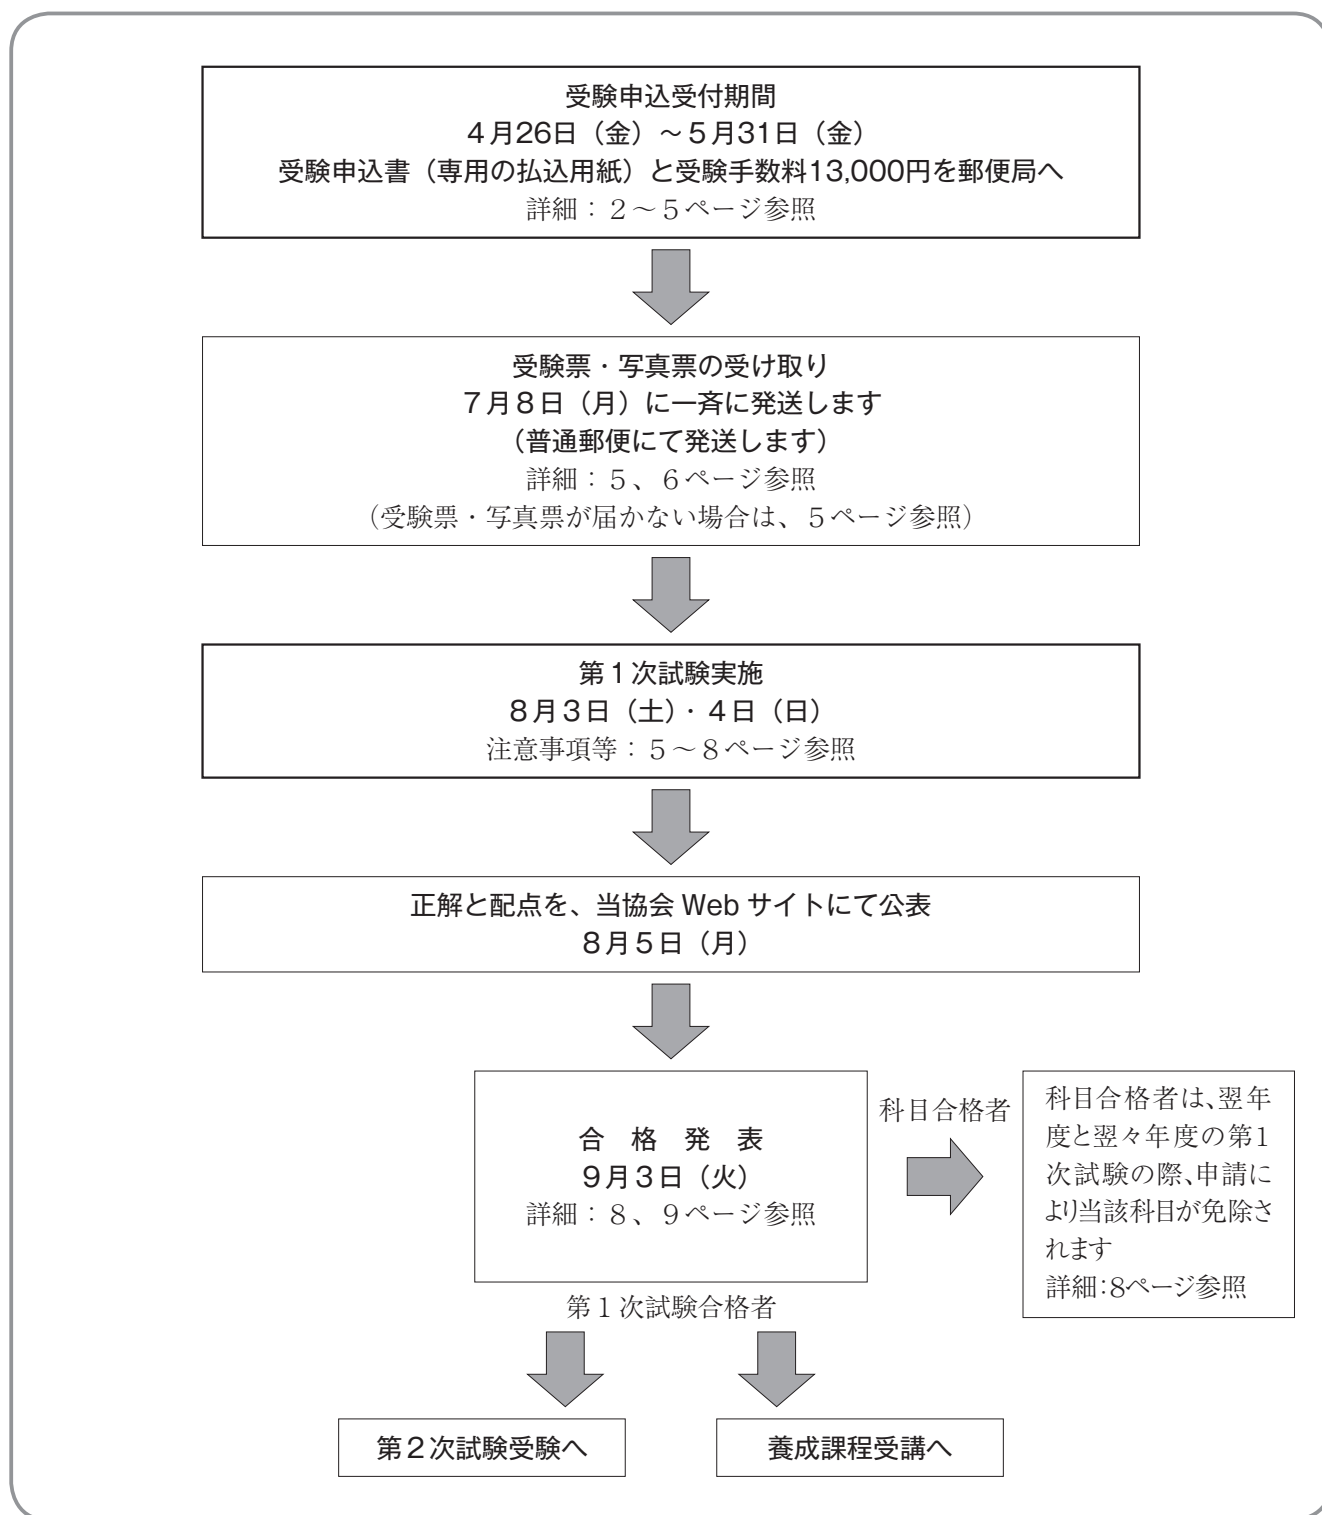 受験申込受付期間
４月26日（金）～５月31日（金）
受験申込書（専用の払込用紙）と受験手数料13,000円を郵便局へ
詳細：２～５ページ参照
受験票・写真票の受け取り
７月８日（月）に一斉に発送します
（普通郵便にて発送します）
詳細：５、６ページ参照
（受験票・写真票が届かない場合は、５ページ参照）
第１次試験実施
８月３日（土）・４日（日）
注意事項等：５～８ページ参照
正解と配点を、当協会 Web サイトにて公表
８月５日（月）
合　格　発　表
９月３日（火）
詳細：８、９ページ参照
科目合格者
科目合格者は、翌年
度と翌々年度の第1
次試験の際、申請に
より当該科目が免除さ
れます
詳細：8ページ参照
第１次試験合格者
第２次試験受験へ
養成課程受講へ